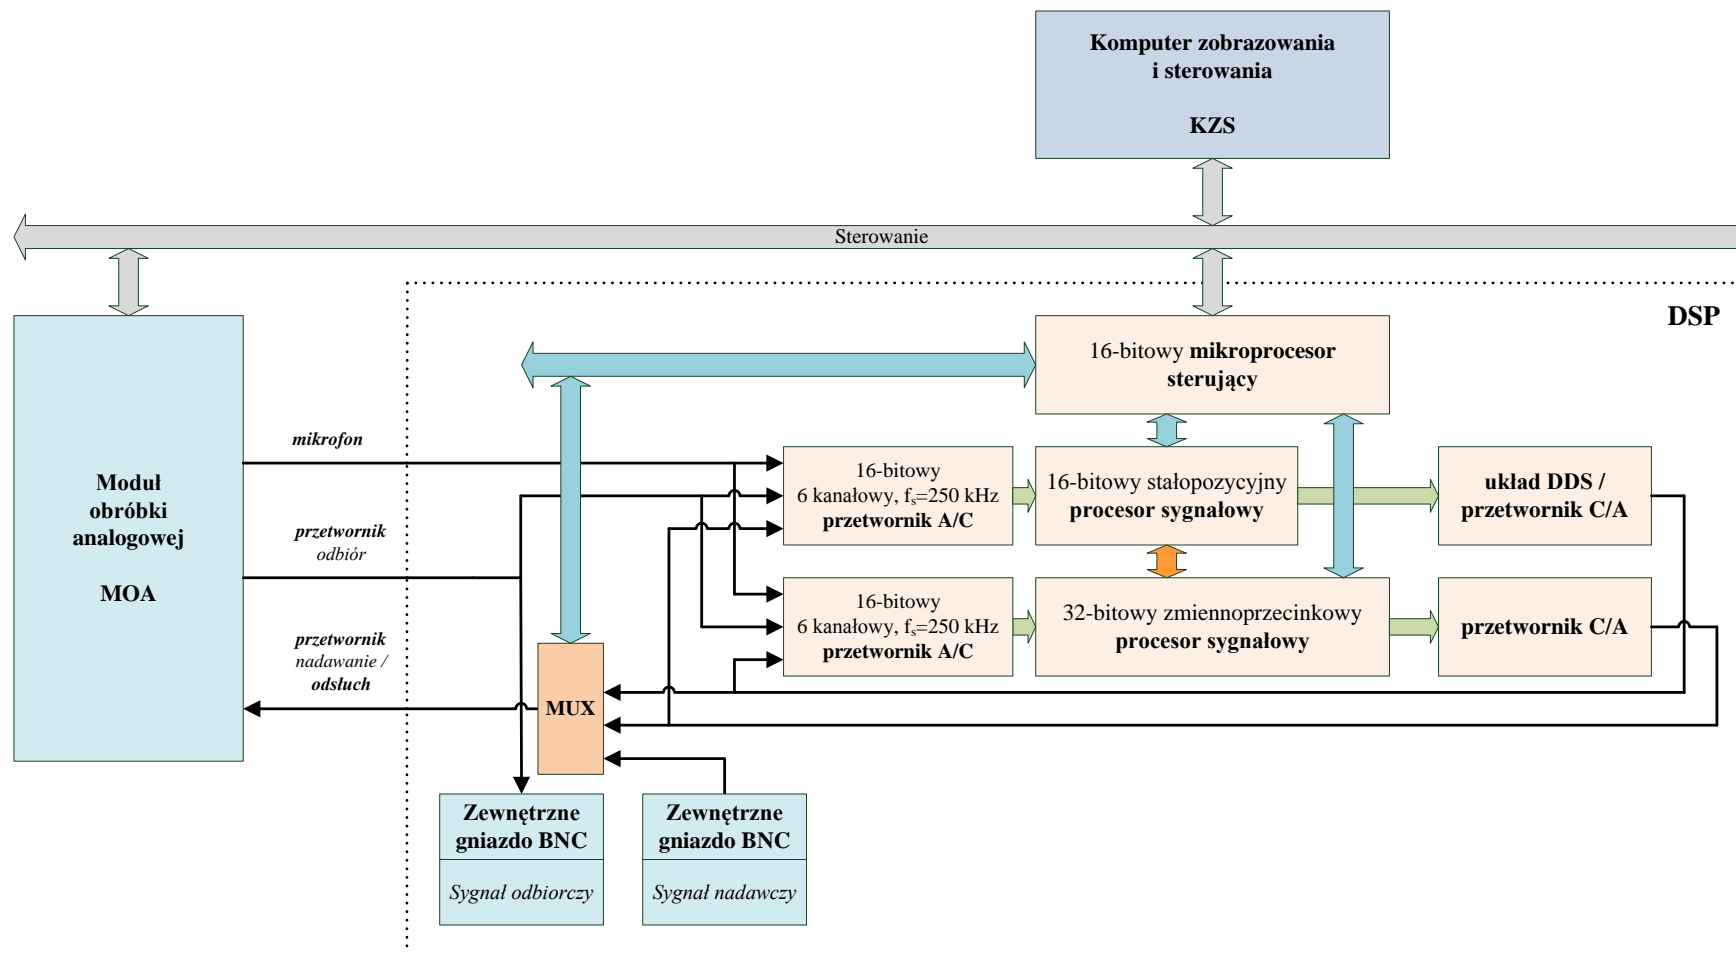 Komputer zobrazowania
i sterowania
KZS
Sterowanie
DSP
16-bitowy mikroprocesor
sterujący
mikrofon
Moduł
obróbki
analogowej
MOA
16-bitowy
6 kanałowy, fs=250 kHz
przetwornik A/C
16-bitowy stałopozycyjny
procesor sygnałowy
układ DDS /
przetwornik C/A
przetwornik
odbiór
16-bitowy
6 kanałowy, fs=250 kHz
przetwornik A/C
32-bitowy zmiennoprzecinkowy
procesor sygnałowy
przetwornik C/A
przetwornik
nadawanie /
odsłuch
MUX
Zewnętrzne
gniazdo BNC
Sygnał odbiorczy
Zewnętrzne
gniazdo BNC
Sygnał nadawczy